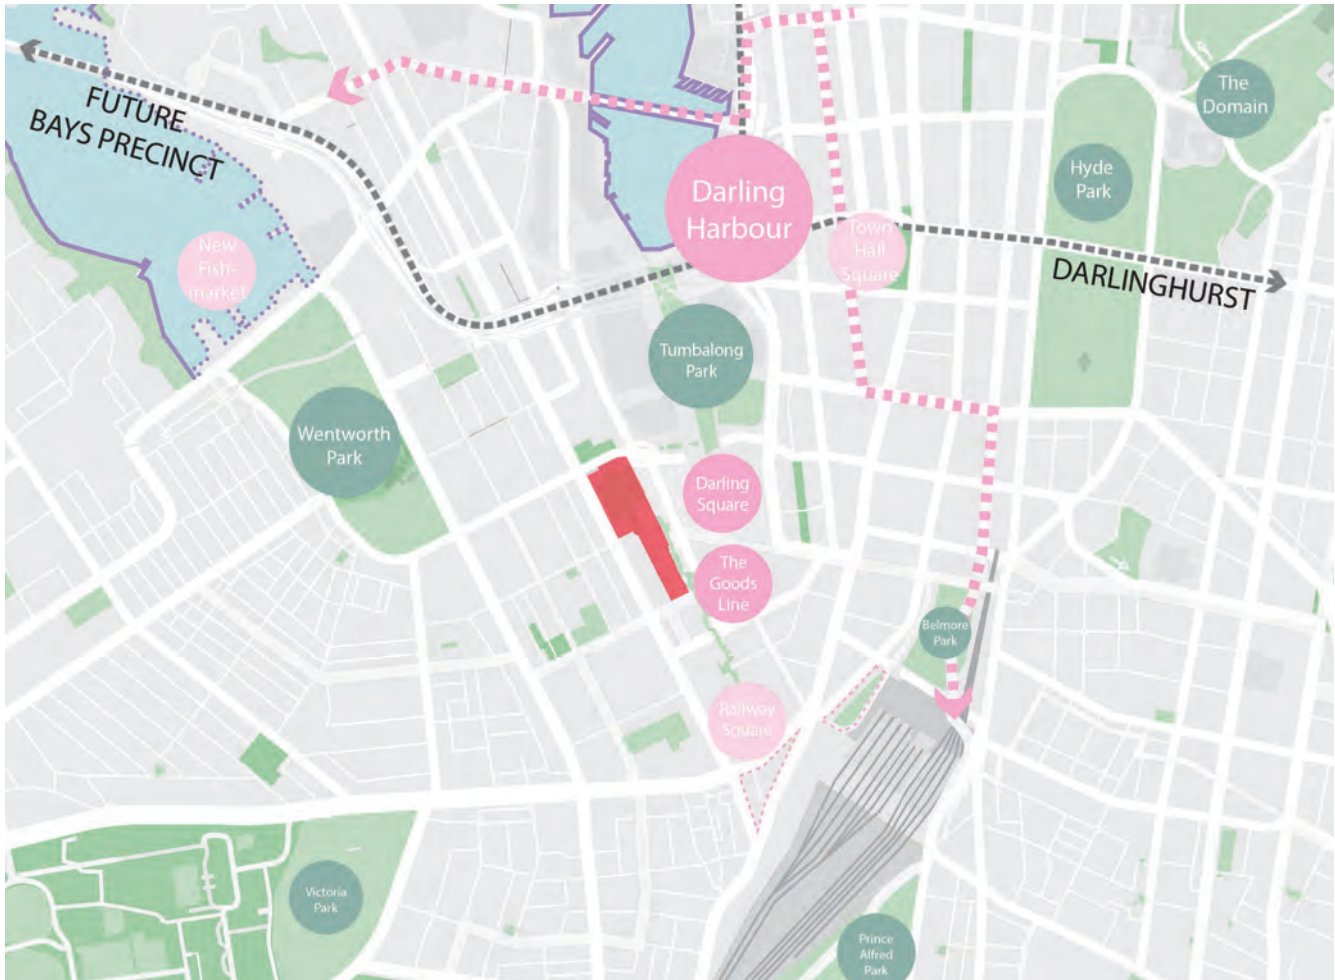 FUTURE
BAYS PRECINCT
The
Domain
Hyde
Park
Darling
Harbour
New
Fish-
market
Town
Hall
Square
DARLINGHURST
Tumbalong
Park
Wentworth
Park
Darling
Square
The
Goods
Line
Belmore
Park
Railway
Square
Victoria
Park
Prince
Alfred
Park